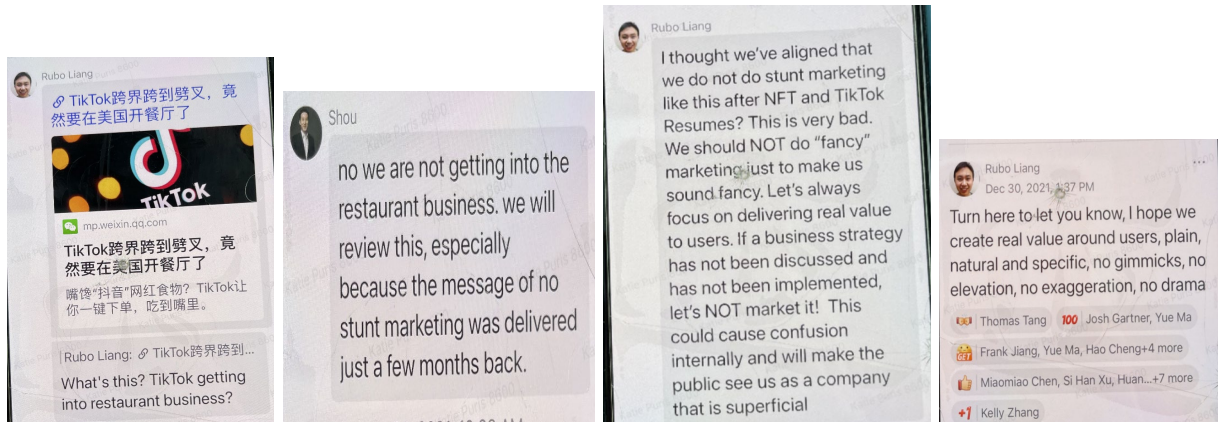 Rubo Liang
TikTok跨界跨到劈叉，竟
然要在美国开餐厅了
TikTok
mp.weixin.qq.com
TikTok跨界跨到劈叉，竟
然要在美国开餐厅了
嘴馋“抖音”网红食物？TikTok让
你一键下单，吃到嘴里。
Rubo Liang: TikTok跨界跨到...
What's this? TikTok getting
into restaurant business?
Shou
no we are not getting into the
restaurant business. we will
review this, especially
because the message of no
stunt marketing was delivered
just a few months back.
Rubo Liang
I thought we've aligned that
we do not do stunt marketing
like this after NFT and TikTok
Resumes? This is very bad.
We should NOT do “fancy”
marketing just to make us
sound fancy. Let's always
focus on delivering real value
to users. If a business strategy
has not been discussed and
has not been implemented,
let's NOT market it! This
could cause confusion
internally and will make the
public see us as a company
that is superficial
Rubo Liang
Dec 30, 2021, 1:37 PM
Turn here to let you know, I hope we
create real value around users, plain,
natural and specific, no gimmicks, no
elevation, no exaggeration, no drama
Thomas Tang 100 Josh Gartner, Yue Ma
GET Frank Jiang, Yue Ma, Hao Cheng+4 more
Miaomiao Chen, Si Han Xu, Huan...+7 more
+1 Kelly Zhang